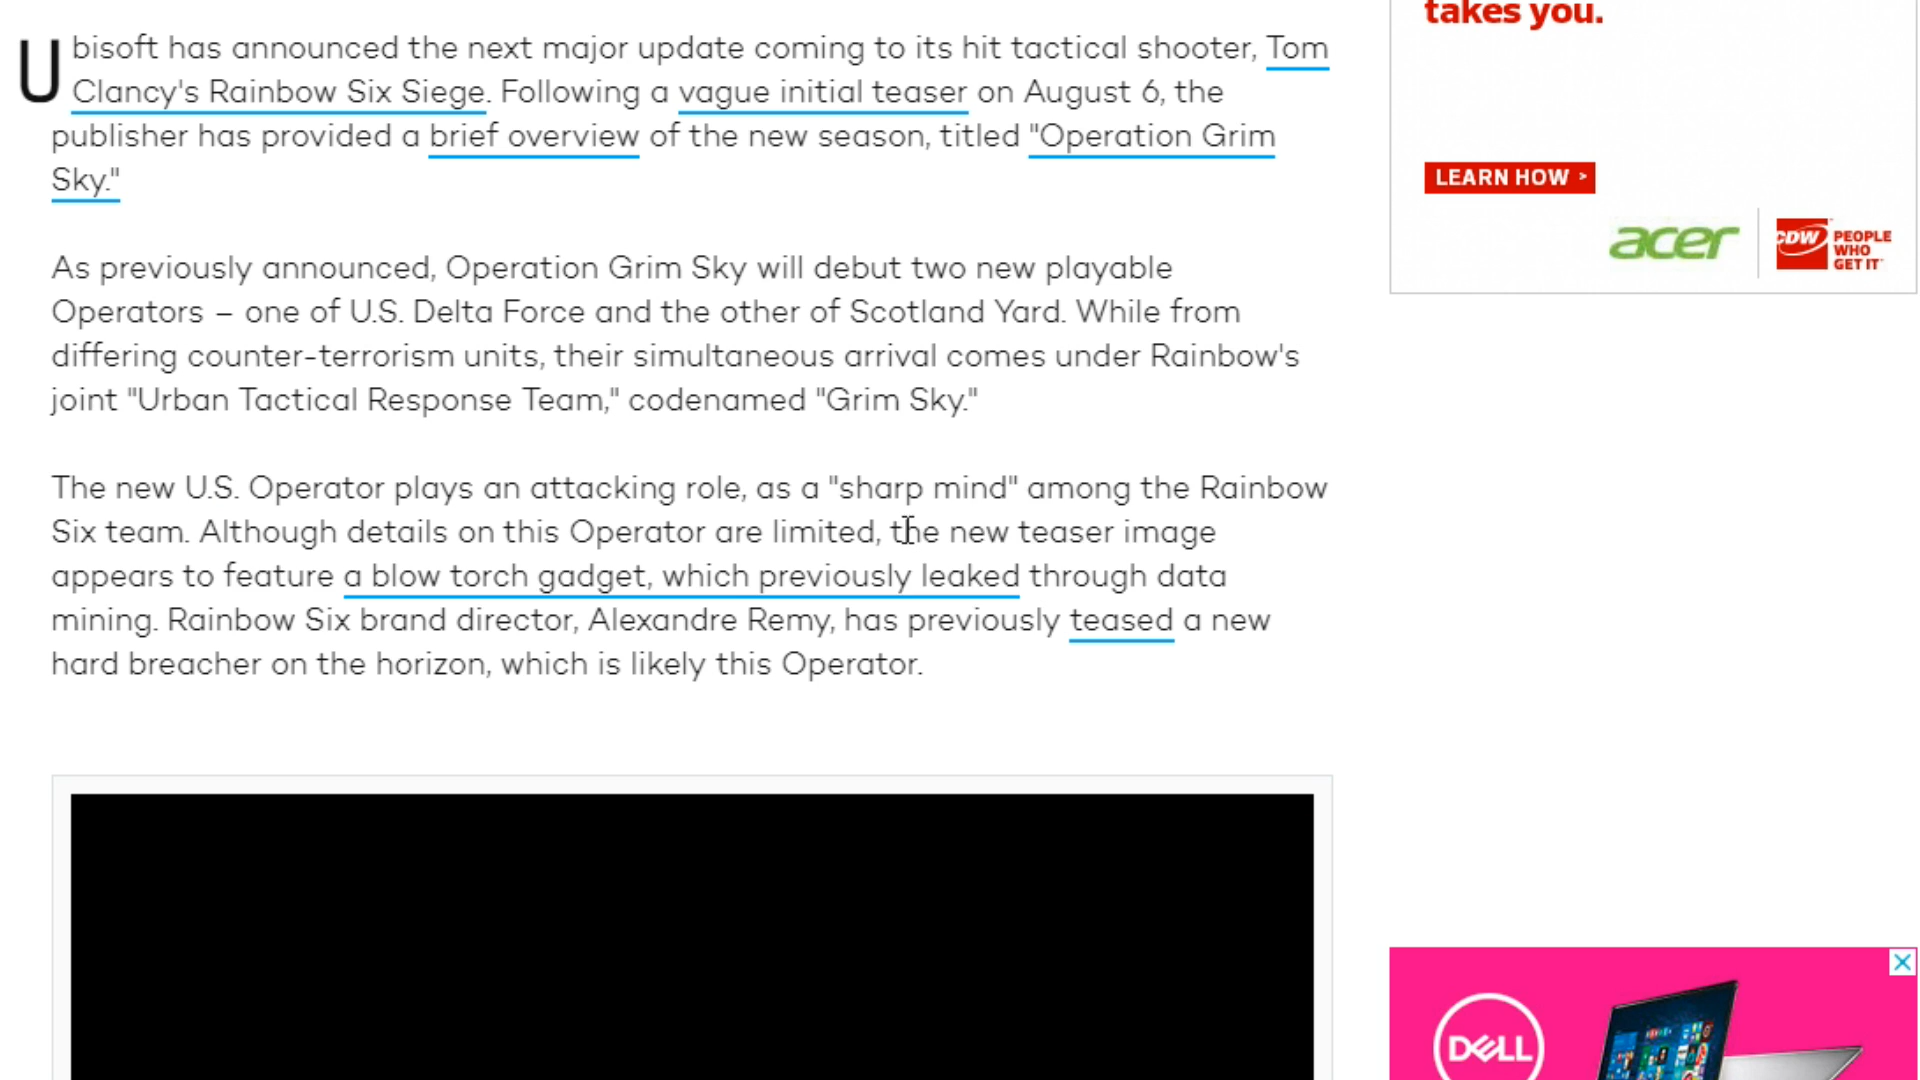 Ubisoft has announced the next major update coming to its hit tactical shooter, Tom
Clancy's Rainbow Six Siege. Following a vague initial teaser on August 6, the
publisher has provided a brief overview of the new season, titled "Operation Grim
Sky."
As previously announced, Operation Grim Sky will debut two new playable
Operators – one of U.S. Delta Force and the other of Scotland Yard. While from
differing counter-terrorism units, their simultaneous arrival comes under Rainbow's
joint "Urban Tactical Response Team," codenamed "Grim Sky."
The new U.S. Operator plays an attacking role, as a "sharp mind" among the Rainbow
Six team. Although details on this Operator are limited, the new teaser image
appears to feature a blow torch gadget, which previously leaked through data
mining. Rainbow Six brand director, Alexandre Remy, has previously teased a new
hard breacher on the horizon, which is likely this Operator.
takes you.
LEARN HOW >
acer
CDW PEOPLE
WHO
GET IT
DELL